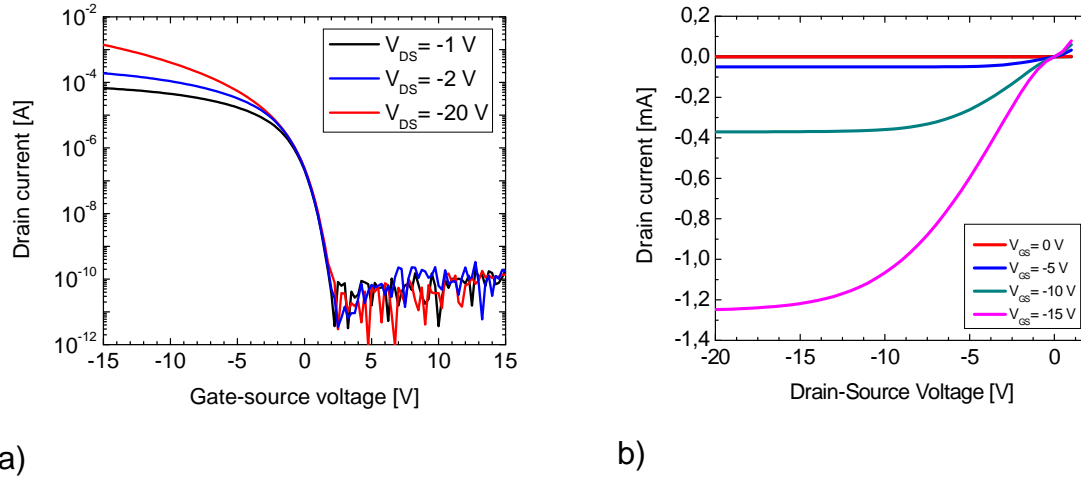 10⁻²
10⁻⁴
10⁻⁶
10⁻⁸
10⁻¹⁰
10⁻¹²
Drain current [A]
V_DS= -1 V
V_DS= -2 V
V_DS= -20 V
-15 -10 -5 0 5 10 15
Gate-source voltage [V]
a)
0,2
0,0
-0,2
-0,4
-0,6
-0,8
-1,0
-1,2
-1,4
Drain current [mA]
V_GS= 0 V
V_GS= -5 V
V_GS= -10 V
V_GS= -15 V
-20 -15 -10 -5 0
Drain-Source Voltage [V]
b)